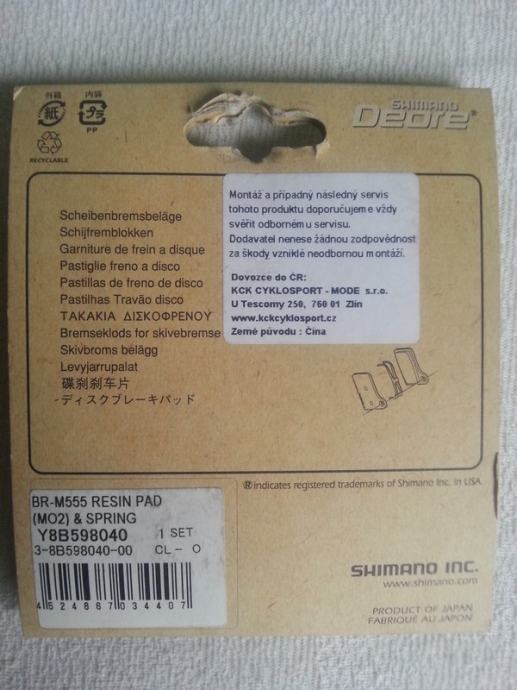 外箱
内袋
紙
プラ
PP
RECYCLABLE
SHIMANO
Deore®
Scheibenbremsbeläge
Schijfremblokken
Garniture de frein a disque
Pastiglie freno a disco
Pastillas de freno de disco
Pastilhas Travão disco
ΤΑΚΑΚΙΑ ΔΙΣΚΟΦΡΕΝΟΥ
Bremseklods for skivebremse
Skivbroms belägg
Levyjarrupalat
碟刹刹车片
ディスクブレーキパッド
Montáž a případný následný servis
tohoto produktu doporučujeme vždy
svěřit odbornému servisu.
Dodavatel nenese žádnou zodpovědnost
za škody vzniklé neodbornou montáží.
Dovozce do ČR:
KCK CYKLOSPORT - MODE s.r.o.
U Tescomy 250, 760 01 Zlín
www.kckcyklosport.cz
Země původu : Čína
®indicates registered trademarks of Shimano Inc. in USA.
BR-M555 RESIN PAD
(MO2) & SPRING
Y8B598040 1 SET
3-8B598040-00 CL- O
4524667034407
SHIMANO INC.
www.shimano.com
PRODUCT OF JAPAN
FABRIQUÉ AU JAPON